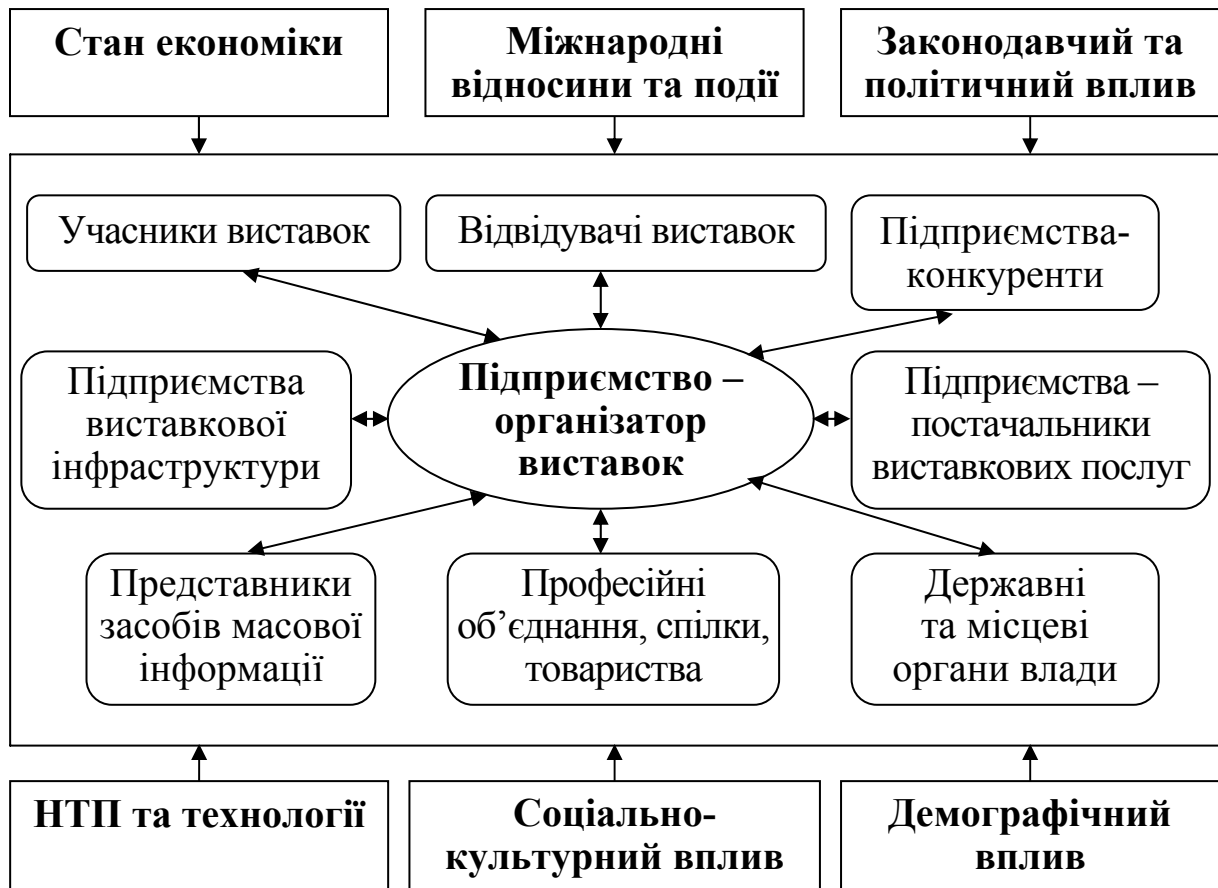 Стан економіки
Міжнародні
відносини та події
Законодавчий та
політичний вплив
Учасники виставок
Відвідувачі виставок
Підприємства-
конкуренти
Підприємства
виставкової
інфраструктури
Підприємство –
організатор
виставок
Підприємства –
постачальники
виставкових послуг
Представники
засобів масової
інформації
Професійні
об’єднання, спілки,
товариства
Державні
та місцеві
органи влади
НТП та технології
Соціально-
культурний вплив
Демографічний
вплив